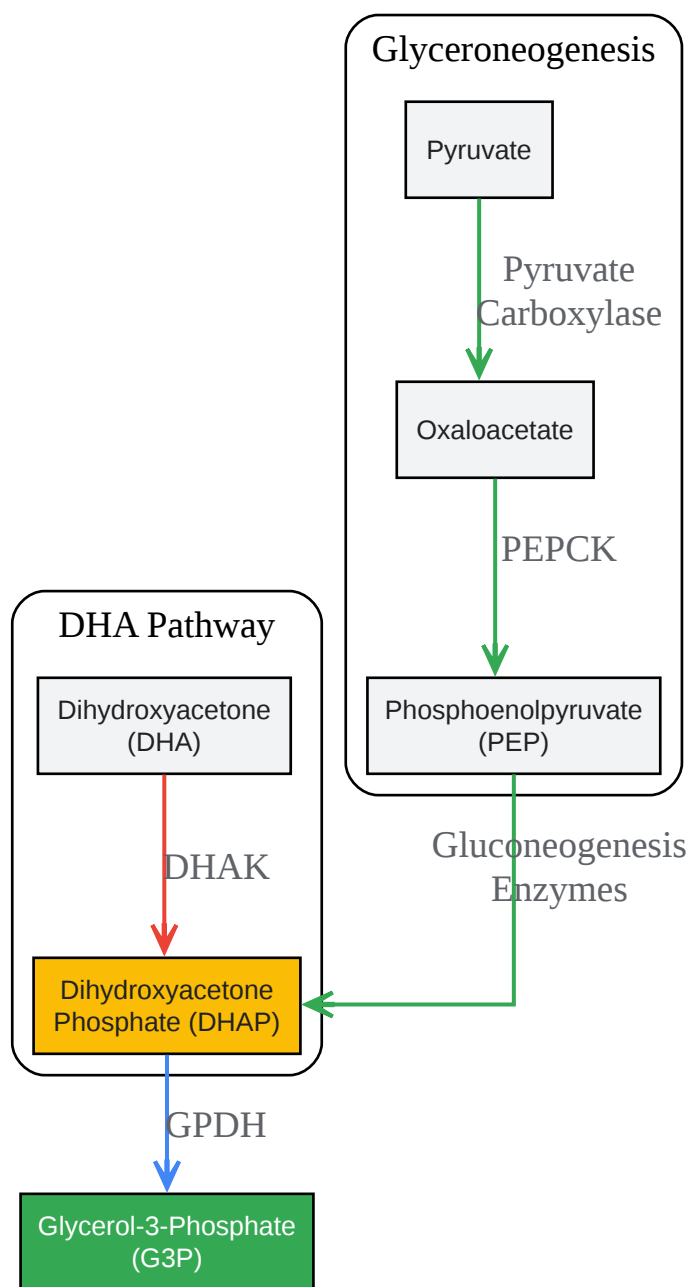 Glyceroneogenesis
Pyruvate
Pyruvate
Carboxylase
Oxaloacetate
PEPCK
Phosphoenolpyruvate
(PEP)
Gluconeogenesis
Enzymes
DHA Pathway
Dihydroxyacetone
(DHA)
DHAK
Dihydroxyacetone
Phosphate (DHAP)
GPDH
Glycerol-3-Phosphate
(G3P)